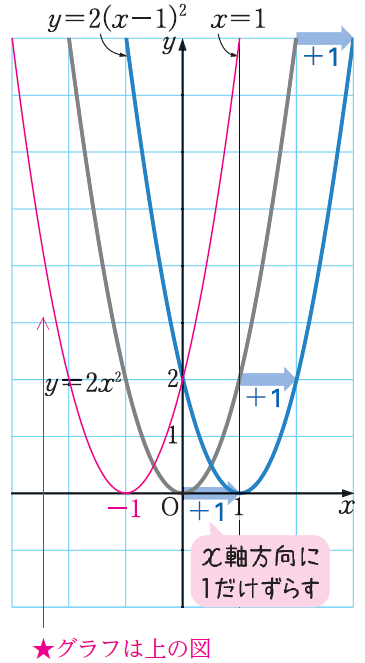 y=2(x−1)² x=1
y
+1
y=2x² 2 +1
1
−1 O +1 1 x
x軸方向に
1だけずらす
★グラフは上の図